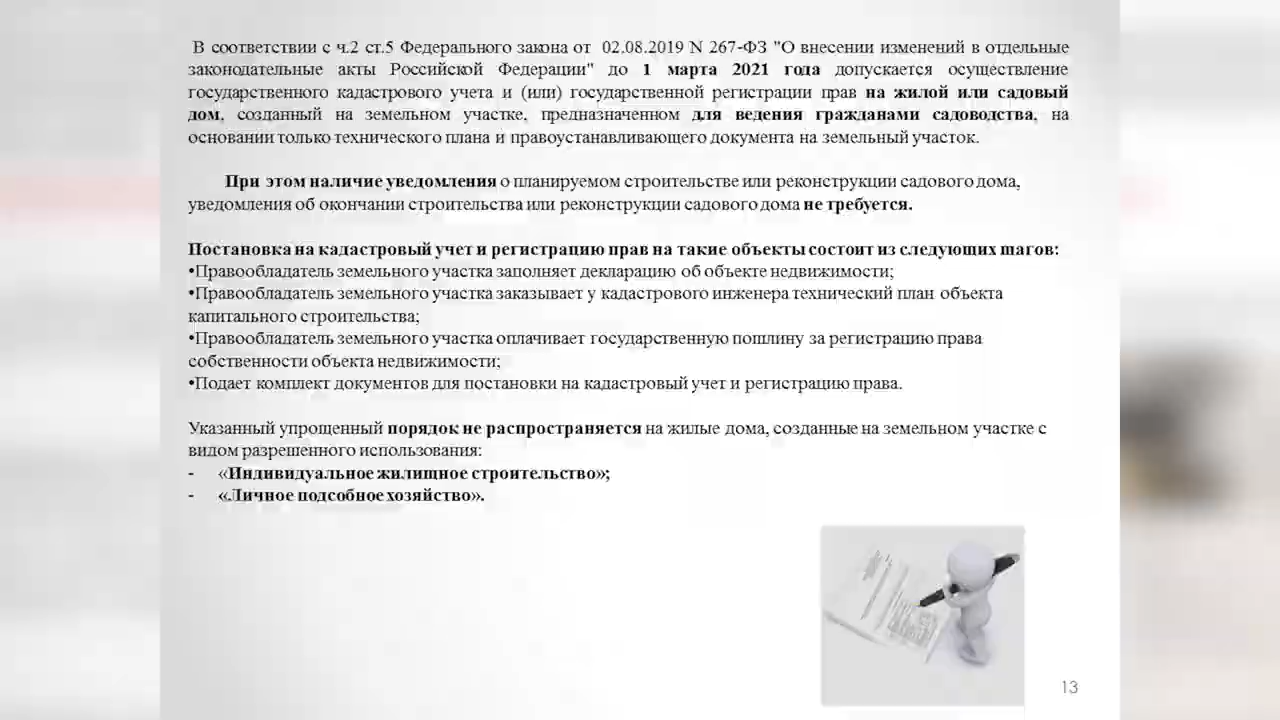 В соответствии с ч.2 ст.5 Федерального закона от 02.08.2019 N 267-ФЗ "О внесении изменений в отдельные
законодательные акты Российской Федерации" до 1 марта 2021 года допускается осуществление
государственного кадастрового учета и (или) государственной регистрации прав на жилой или садовый
дом, созданный на земельном участке, предназначенном для ведения гражданами садоводства, на
основании только технического плана и правоустанавливающего документа на земельный участок.
При этом наличие уведомления о планируемом строительстве или реконструкции садового дома,
уведомления об окончании строительства или реконструкции садового дома не требуется.
Постановка на кадастровый учет и регистрацию прав на такие объекты состоит из следующих шагов:
•Правообладатель земельного участка заполняет декларацию об объекте недвижимости;
•Правообладатель земельного участка заказывает у кадастрового инженера технический план объекта
капитального строительства;
•Правообладатель земельного участка оплачивает государственную пошлину за регистрацию права
собственности объекта недвижимости;
•Подает комплект документов для постановки на кадастровый учет и регистрацию права.
Указанный упрощенный порядок не распространяется на жилые дома, созданные на земельном участке с
видом разрешенного использования:
- «Индивидуальное жилищное строительство»;
- «Личное подсобное хозяйство».
13